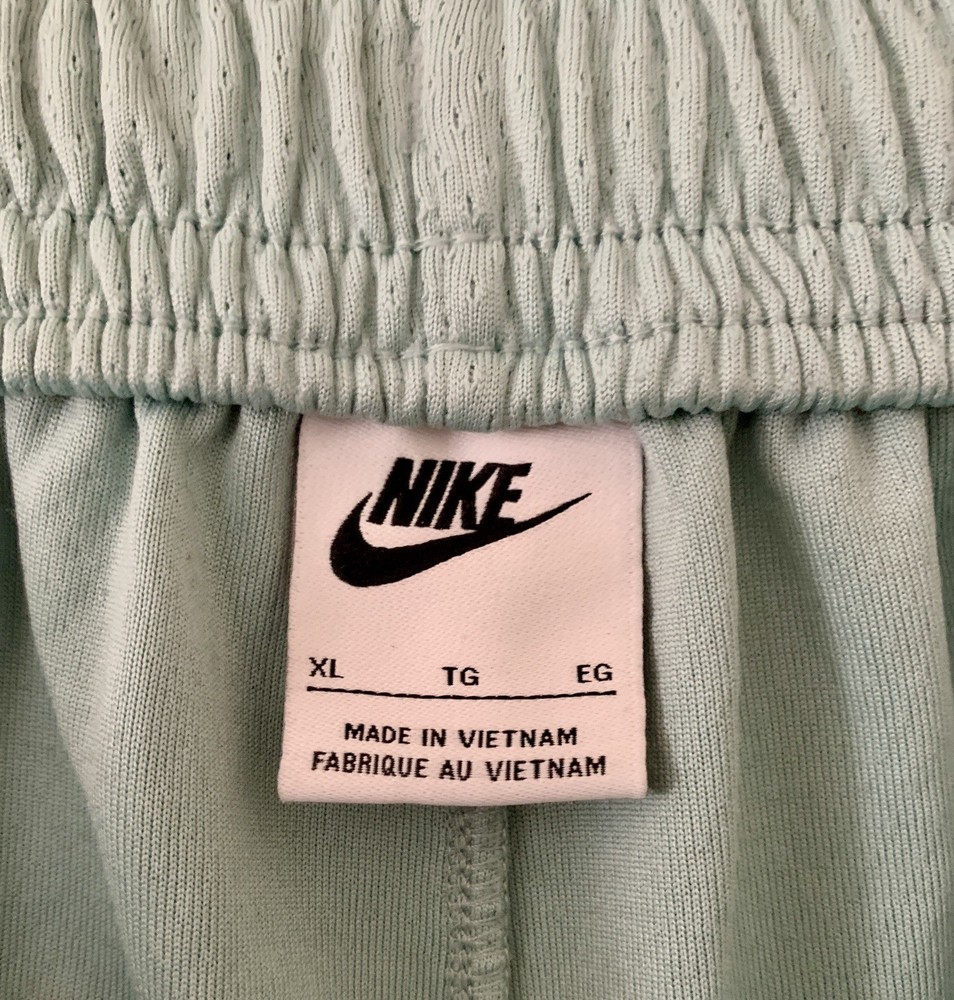 NIKE
XL TG EG
MADE IN VIETNAM
FABRIQUE AU VIETNAM